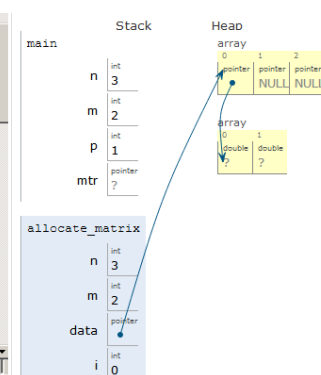 Stack
Heap
main
array
0 1 2
pointer pointer pointer
NULL NULL
int
n 3
int
m 2
int
p 1
pointer
mtr ?
array
0 1
double double
? ?
allocate_matrix
int
n 3
int
m 2
pointer
data
int
i 0